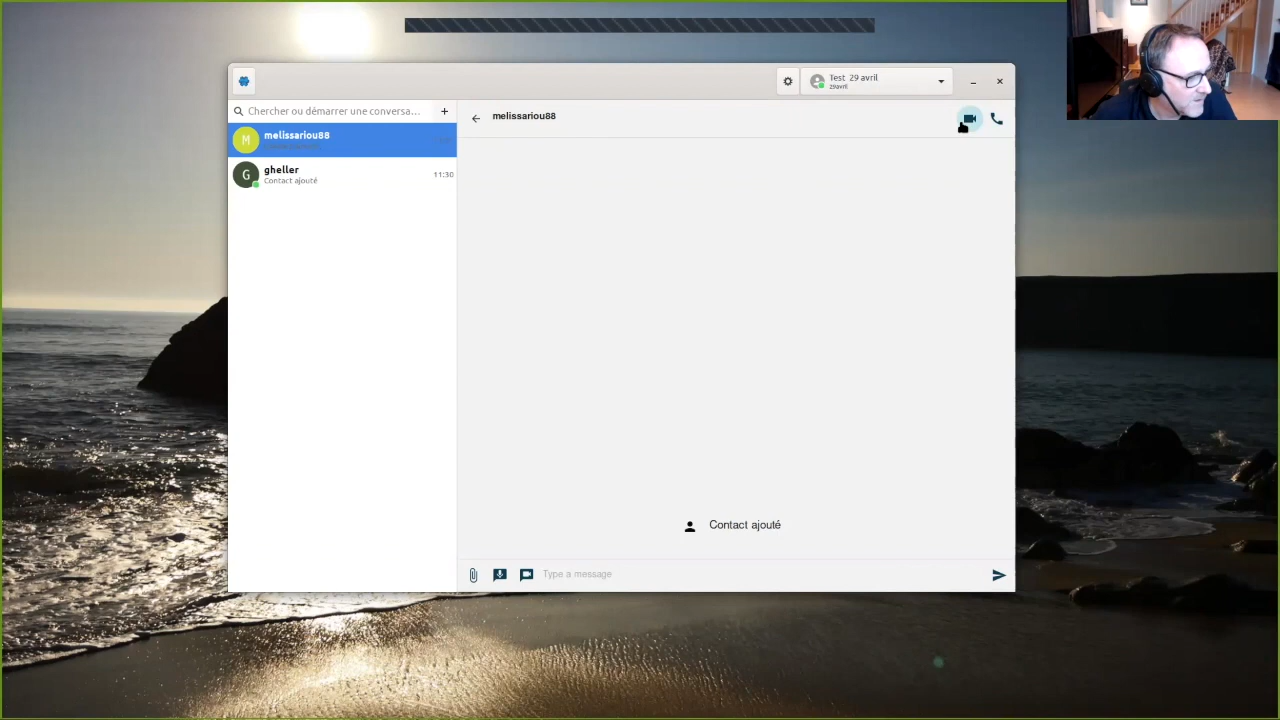 Test 29 avril
29avril
Chercher ou démarrer une conversa...
+
melissariou88
M
melissariou88
G
gheller
Contact ajouté
11:30
Contact ajouté
Type a message